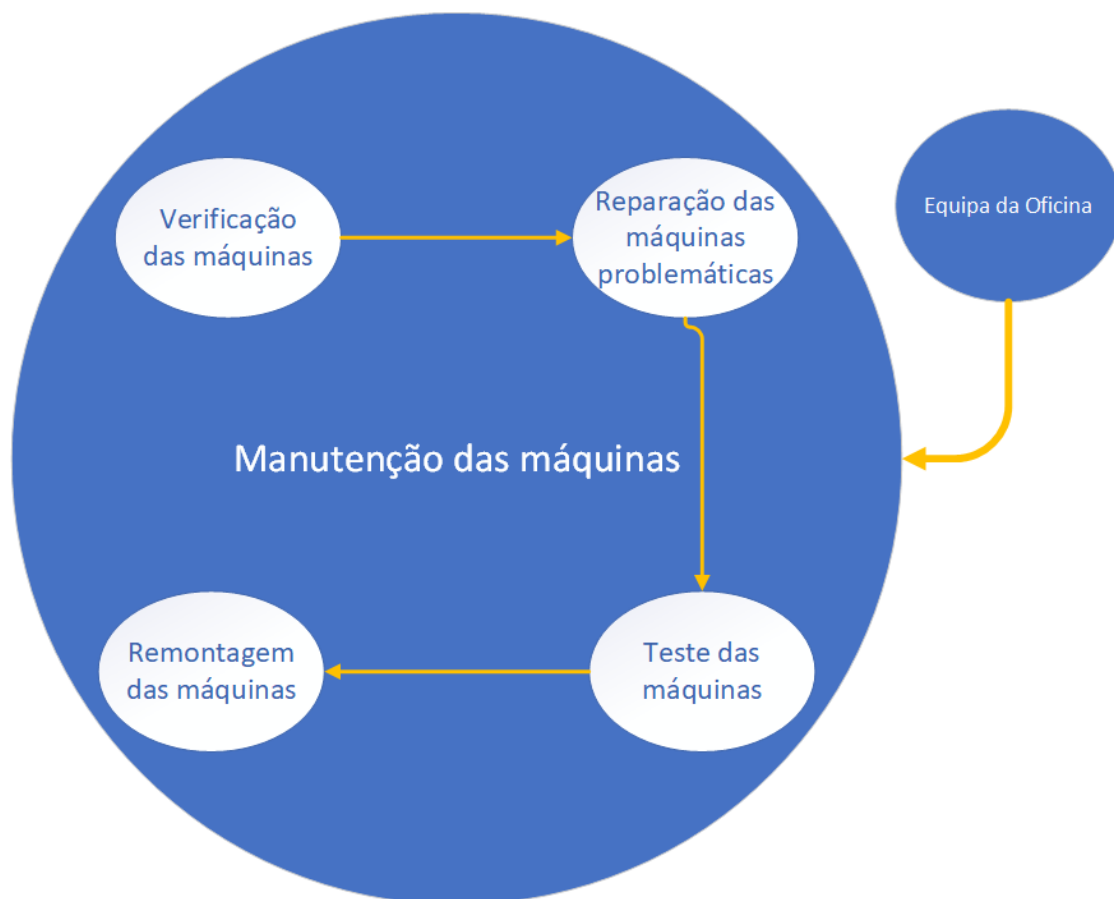 Verificação
das máquinas
Reparação das
máquinas
problemáticas
Equipa da Oficina
Manutenção das máquinas
Remontagem
das máquinas
Teste das
máquinas